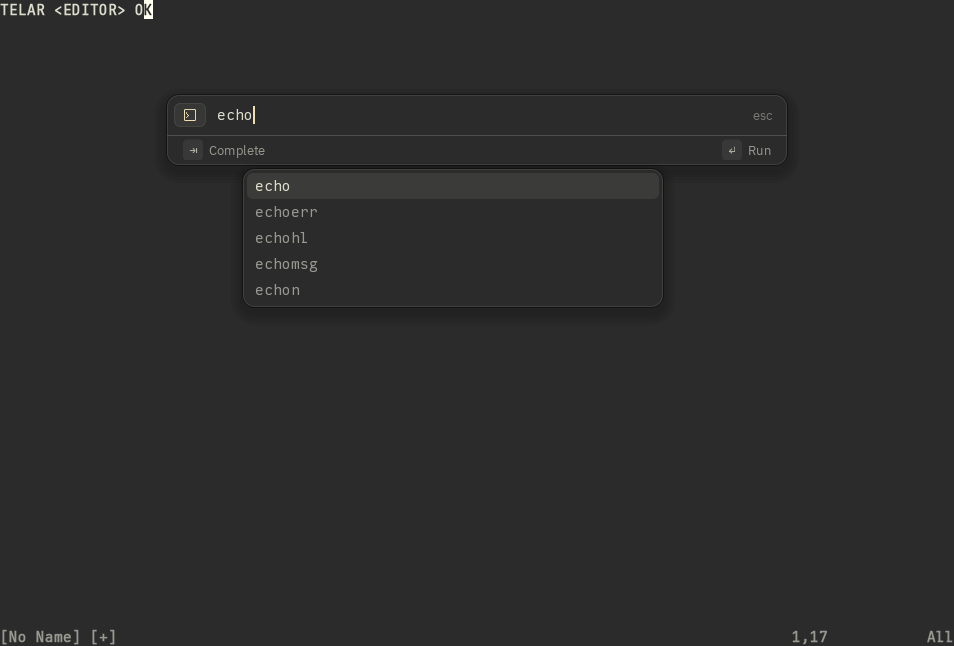 TELAR <EDITOR> OK
echo esc
Complete Run
echo
echoerr
echohl
echomsg
echon
[No Name] [+] 1,17 All